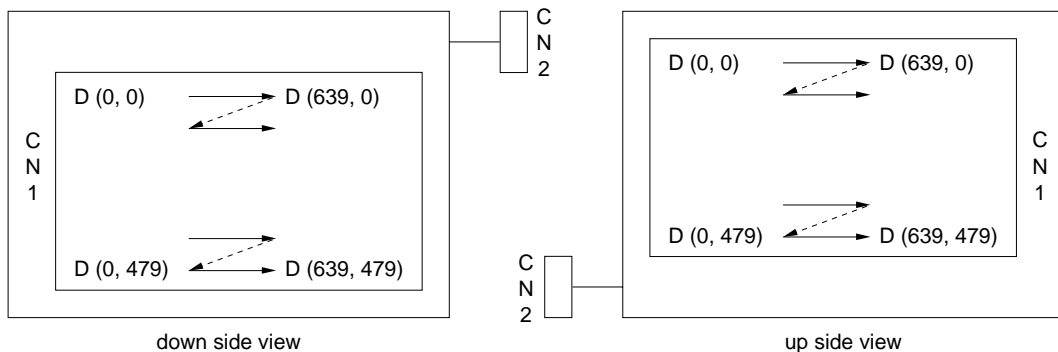 C
N
2
D (0, 0) D (639, 0)
C
N
1
D (0, 479) D (639, 479)
down side view
D (0, 0) D (639, 0)
C
N
1
D (0, 479) D (639, 479)
C
N
2
up side view